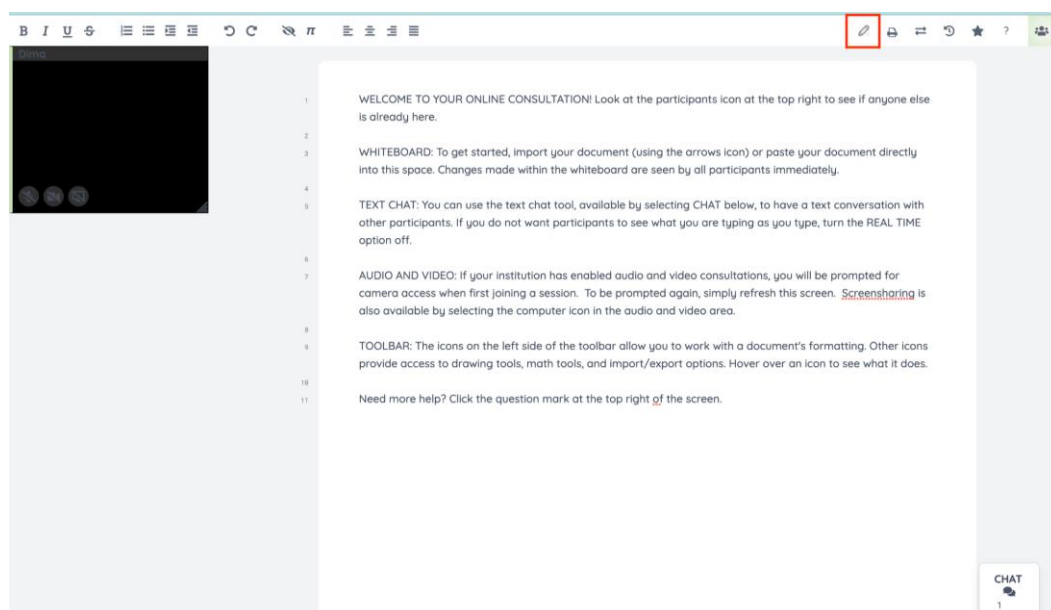 B I U S π ?
Dima
1 WELCOME TO YOUR ONLINE CONSULTATION! Look at the participants icon at the top right to see if anyone else
is already here.
2
3 WHITEBOARD: To get started, import your document (using the arrows icon) or paste your document directly
into this space. Changes made within the whiteboard are seen by all participants immediately.
4
5 TEXT CHAT: You can use the text chat tool, available by selecting CHAT below, to have a text conversation with
other participants. If you do not want participants to see what you are typing as you type, turn the REAL TIME
option off.
6
7 AUDIO AND VIDEO: If your institution has enabled audio and video consultations, you will be prompted for
camera access when first joining a session.  To be prompted again, simply refresh this screen.  Screensharing is
also available by selecting the computer icon in the audio and video area.
8
9 TOOLBAR: The icons on the left side of the toolbar allow you to work with a document's formatting. Other icons
provide access to drawing tools, math tools, and import/export options. Hover over an icon to see what it does.
10
11 Need more help? Click the question mark at the top right of the screen.
CHAT
1